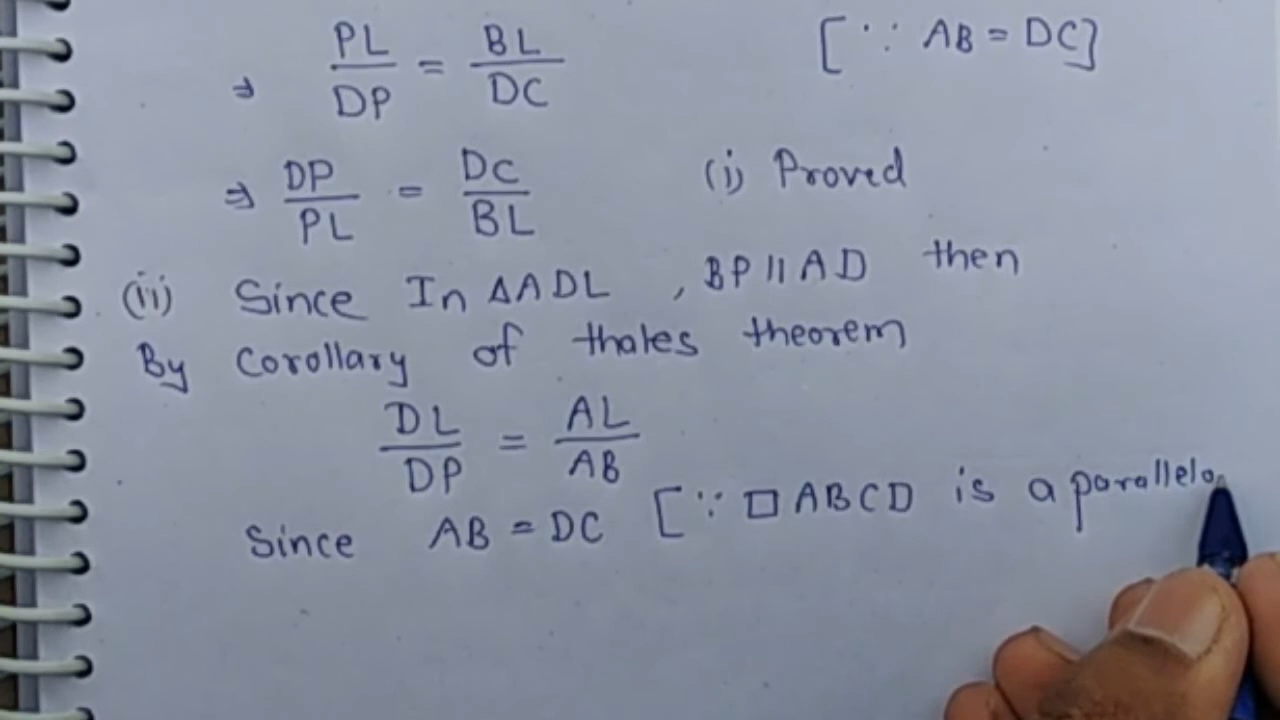 ⇒ PL/DP = BL/DC [∵ AB = DC]
⇒ DP/PL = DC/BL (i) Proved
(ii) Since In ΔADL , BP || AD then
By Corollary of thales theorem
DL/DP = AL/AB
Since AB = DC [∵ □ ABCD is a parallelo